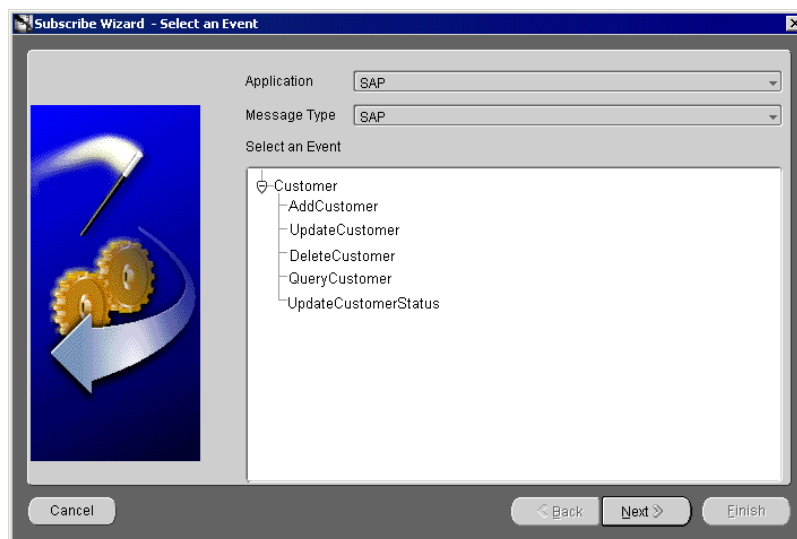 Subscribe Wizard - Select an Event
Application SAP
Message Type SAP
Select an Event
Customer
AddCustomer
UpdateCustomer
DeleteCustomer
QueryCustomer
UpdateCustomerStatus
Cancel Back Next Finish